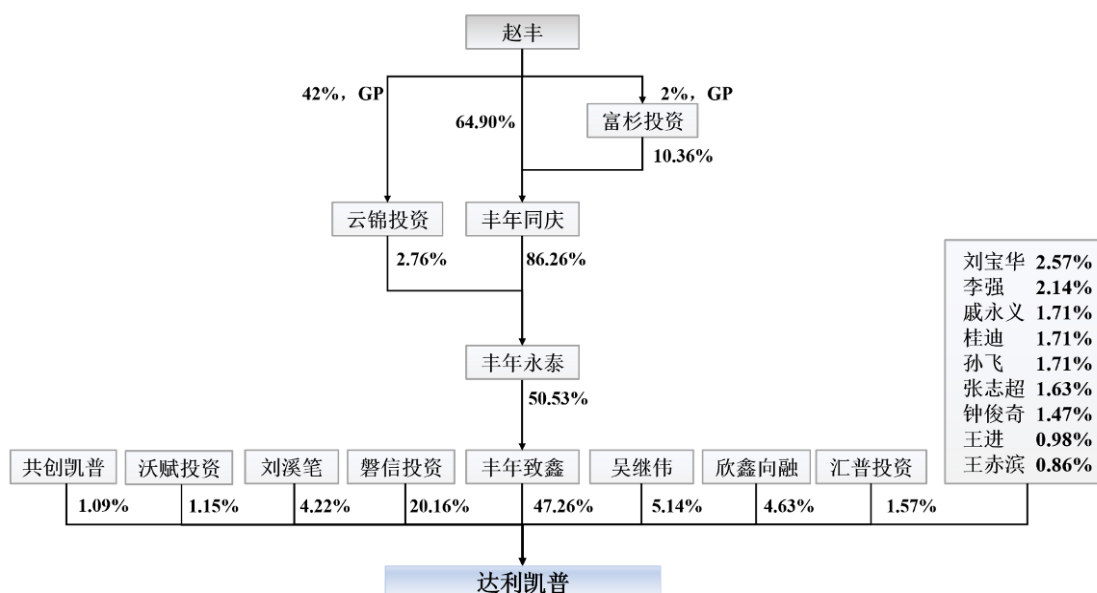 赵丰
42%，GP
2%，GP
64.90%
富杉投资
10.36%
云锦投资
丰年同庆
2.76%
86.26%
丰年永泰
50.53%
刘宝华 2.57%
李强 2.14%
戚永义 1.71%
桂迪 1.71%
孙飞 1.71%
张志超 1.63%
钟俊奇 1.47%
王进 0.98%
王赤滨 0.86%
共创凯普
沃赋投资
刘溪笔
磐信投资
丰年致鑫
吴继伟
欣鑫向融
汇普投资
1.09%
1.15%
4.22%
20.16%
47.26%
5.14%
4.63%
1.57%
达利凯普